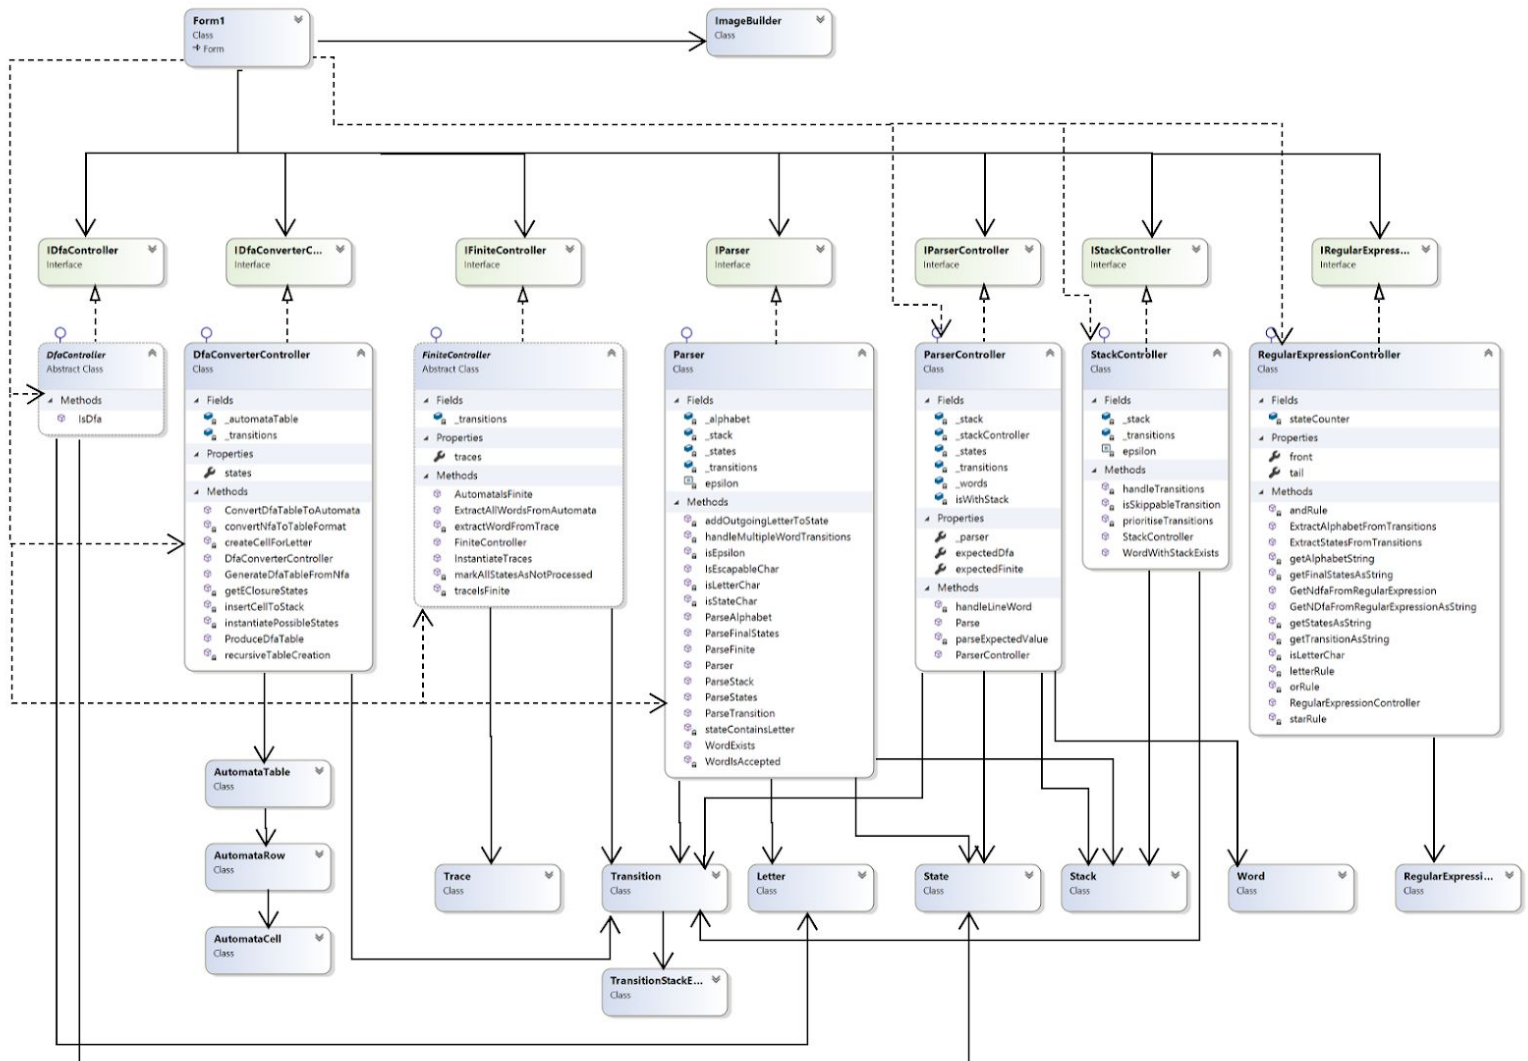 Form1
Class
Form
ImageBuilder
Class
IDfaController
Interface
IDfaConverterC...
Interface
IFiniteController
Interface
IParser
Interface
IParserController
Interface
IStackController
Interface
IRegularExpress...
Interface
DfaController
Abstract Class
Methods
IsDfa
DfaConverterController
Class
Fields
_automataTable
_transitions
Properties
states
Methods
ConvertDfaTableToAutomata
convertNfaToTableFormat
createCellForLetter
DfaConverterController
GenerateDfaTableFromNfa
getEClosureStates
insertCellToStack
instantiatePossibleStates
ProduceDfaTable
recursiveTableCreation
FiniteController
Abstract Class
Fields
_transitions
Properties
traces
Methods
AutomataIsFinite
ExtractAllWordsFromAutomata
extractWordFromTrace
FiniteController
InstantiateTraces
markAllStatesAsNotProcessed
traceIsFinite
Parser
Class
Fields
_alphabet
_stack
_states
_transitions
epsilon
Methods
addOutgoingLetterToState
handleMultipleWordTransitions
isEpsilon
IsEscapableChar
isLetterChar
isStateChar
ParseAlphabet
ParseFinalStates
ParseFinite
Parser
ParseStack
ParseStates
ParseTransition
stateContainsLetter
WordExists
WordIsAccepted
ParserController
Class
Fields
_stack
_stackController
_states
_transitions
_words
isWithStack
Properties
_parser
expectedDfa
expectedFinite
Methods
handleLineWord
Parse
parseExpectedValue
ParserController
StackController
Class
Fields
_stack
_transitions
epsilon
Methods
handleTransitions
isSkippableTransition
prioritiseTransitions
StackController
WordWithStackExists
RegularExpressionController
Class
Fields
stateCounter
Properties
front
tail
Methods
andRule
ExtractAlphabetFromTransitions
ExtractStatesFromTransitions
getAlphabetString
getFinalStatesAsString
GetNdfaFromRegularExpression
GetNDfaFromRegularExpressionAsString
getStatesAsString
getTransitionAsString
isLetterChar
letterRule
orRule
RegularExpressionController
starRule
AutomataTable
Class
AutomataRow
Class
AutomataCell
Class
Trace
Class
Transition
Class
Letter
Class
State
Class
Stack
Class
Word
Class
RegularExpressi...
Class
TransitionStackE...
Class